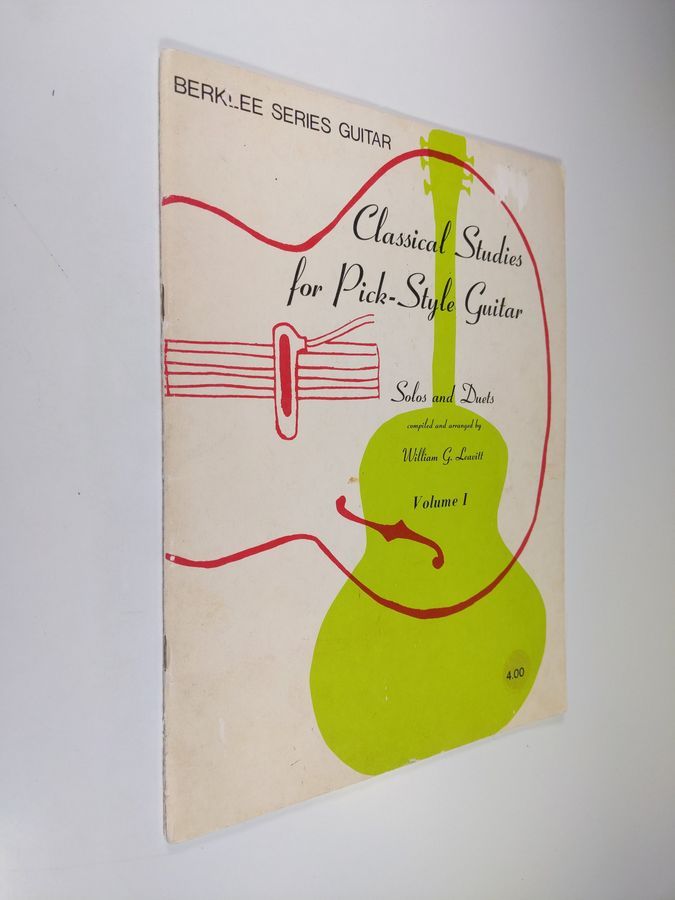 BERKLEE SERIES GUITAR
Classical Studies
for Pick-Style Guitar
Solos and Duets
compiled and arranged by
William G. Leavitt
Volume I
4.00